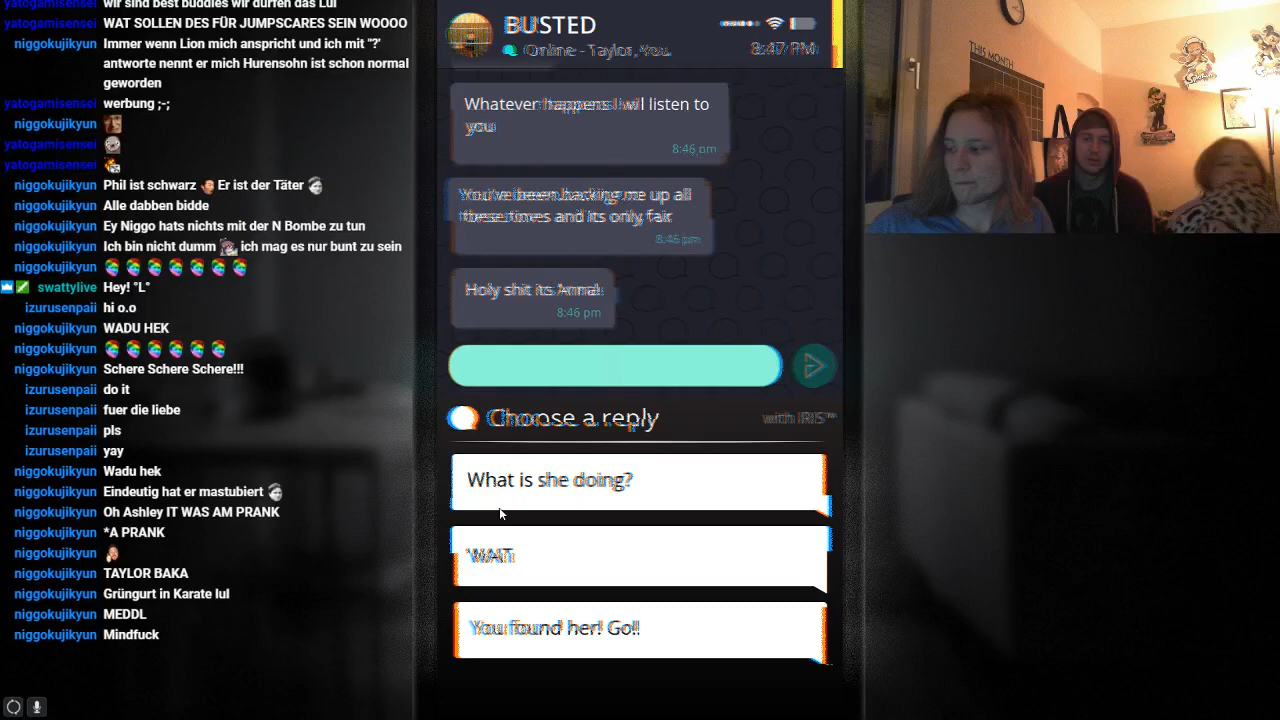 wir sind best buddies wir dürfen das Lul
yatogamisensei WAT SOLLEN DES FÜR JUMPSCARES SEIN WOOOO
niggokujikyun Immer wenn Lion mich anspricht und ich mit "?"
antworte nennt er mich Hurensohn ist schon normal
geworden
yatogamisensei werbung ;-;
niggokujikyun
yatogamisensei
yatogamisensei
niggokujikyun Phil ist schwarz Er ist der Täter
niggokujikyun Alle dabben bidde
niggokujikyun Ey Niggo hats nichts mit der N Bombe zu tun
niggokujikyun Ich bin nicht dumm ich mag es nur bunt zu sein
niggokujikyun
swattylive Hey! °L°
izurusenpaii hi o.o
niggokujikyun WADU HEK
niggokujikyun
niggokujikyun Schere Schere Schere!!!
izurusenpaii do it
izurusenpaii fuer die liebe
izurusenpaii pls
izurusenpaii yay
niggokujikyun Wadu hek
niggokujikyun Eindeutig hat er mastubiert
niggokujikyun Oh Ashley IT WAS AM PRANK
niggokujikyun *A PRANK
niggokujikyun
niggokujikyun TAYLOR BAKA
niggokujikyun Grüngurt in Karate lul
niggokujikyun MEDDL
niggokujikyun Mindfuck
BUSTED
Online - Taylor, You.
8:47 PM
Whatever happens I wil listen to
you
8:46 pm
You've been backing me up all
these times and its only fair
8:46 pm
Holy shit its Anna!
8:46 pm
Choose a reply
with IRIS™
What is she doing?
WAIT
You found her! Go!!
THIS MONTH